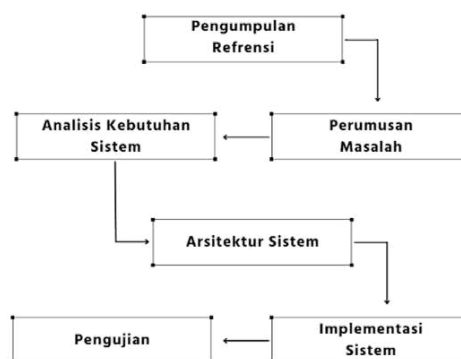 Pengumpulan
Refrensi
Perumusan
Masalah
Analisis Kebutuhan
Sistem
Arsitektur Sistem
Implementasi
Sistem
Pengujian